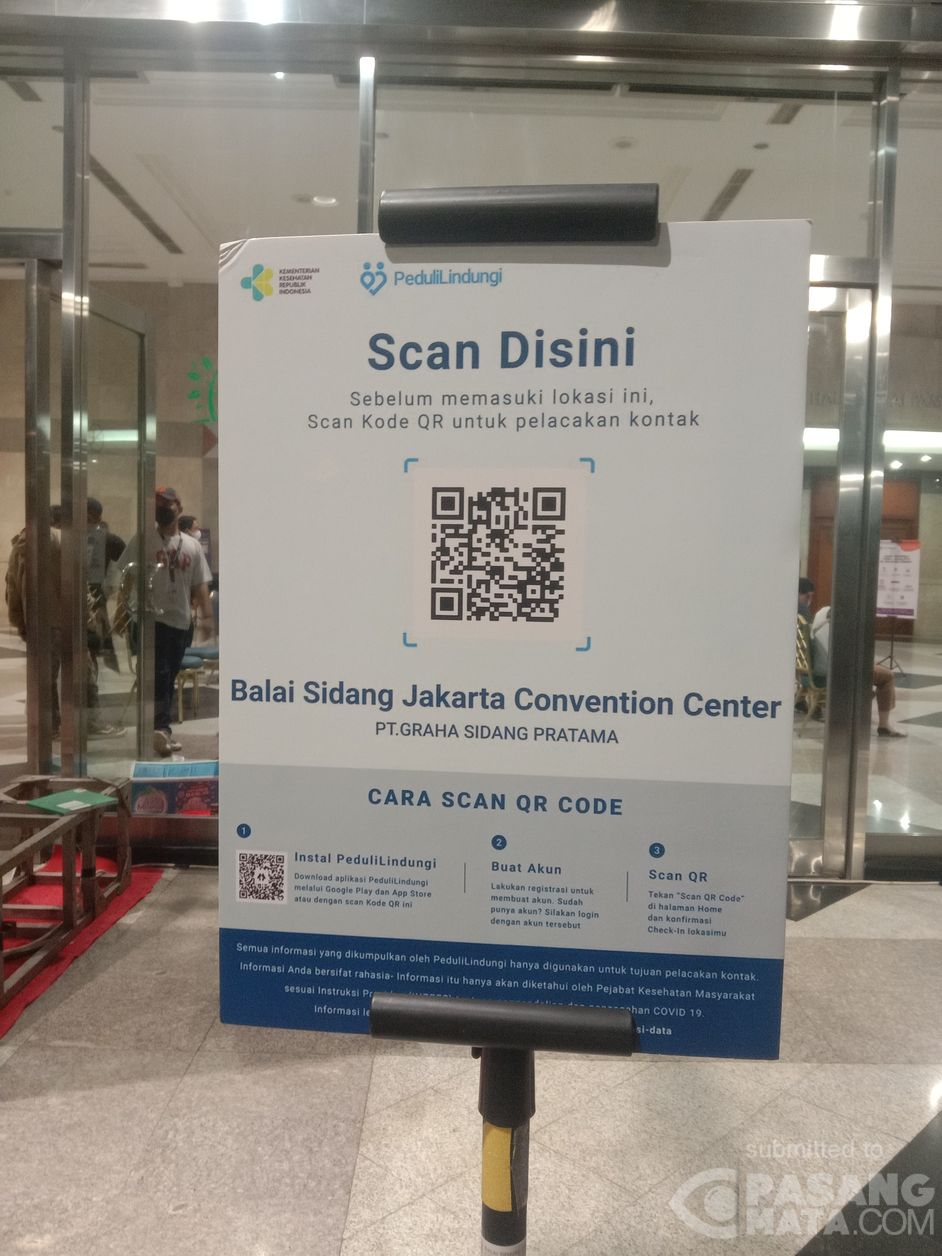 KEMENTERIAN
KESEHATAN
REPUBLIK
INDONESIA
PeduliLindungi
Scan Disini
Sebelum memasuki lokasi ini,
Scan Kode QR untuk pelacakan kontak
Balai Sidang Jakarta Convention Center
PT.GRAHA SIDANG PRATAMA
CARA SCAN QR CODE
1
Instal PeduliLindungi
Download aplikasi PeduliLindungi
melalui Google Play dan App Store
atau dengan scan Kode QR ini
2
Buat Akun
Lakukan registrasi untuk
membuat akun. Sudah
punya akun? Silakan login
dengan akun tersebut
3
Scan QR
Tekan "Scan QR Code"
di halaman Home
dan konfirmasi
Check-In lokasimu
Semua informasi yang dikumpulkan oleh PeduliLindungi hanya digunakan untuk tujuan pelacakan kontak.
Informasi Anda bersifat rahasia- Informasi itu hanya akan diketahui oleh Pejabat Kesehatan Masyarakat
sesuai Instruksi COVID 19.
Informasi
si-data
submitted to
PASANG
MATA.COM